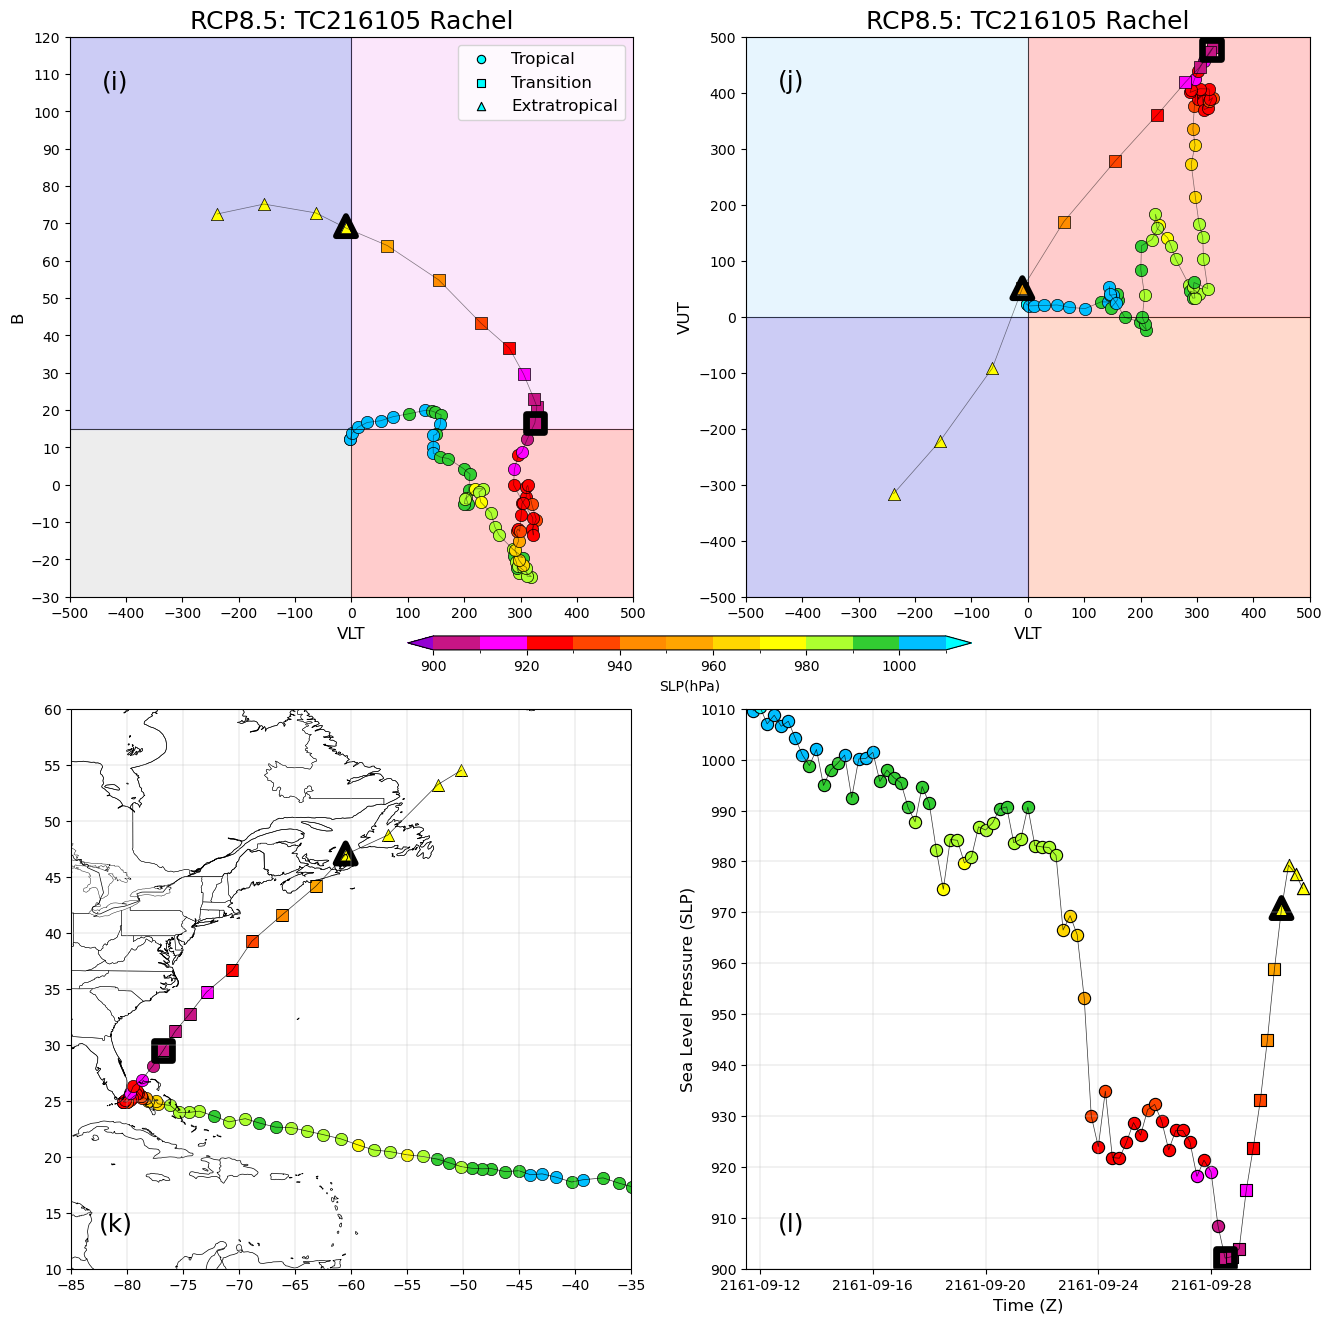 RCP8.5: TC216105 Rachel
(i)
Tropical
Transition
Extratropical
B
120
110
100
90
80
70
60
50
40
30
20
10
0
−10
−20
−30
−500 −400 −300 −200 −100 0 100 200 300 400 500
VLT
RCP8.5: TC216105 Rachel
(j)
VUT
500
400
300
200
100
0
−100
−200
−300
−400
−500
−500 −400 −300 −200 −100 0 100 200 300 400 500
VLT
900 920 940 960 980 1000
SLP(hPa)
60
55
50
45
40
35
30
25
20
15
10
(k)
−85 −80 −75 −70 −65 −60 −55 −50 −45 −40 −35
Sea Level Pressure (SLP)
1010
1000
990
980
970
960
950
940
930
920
910
900
(l)
2161-09-12 2161-09-16 2161-09-20 2161-09-24 2161-09-28
Time (Z)